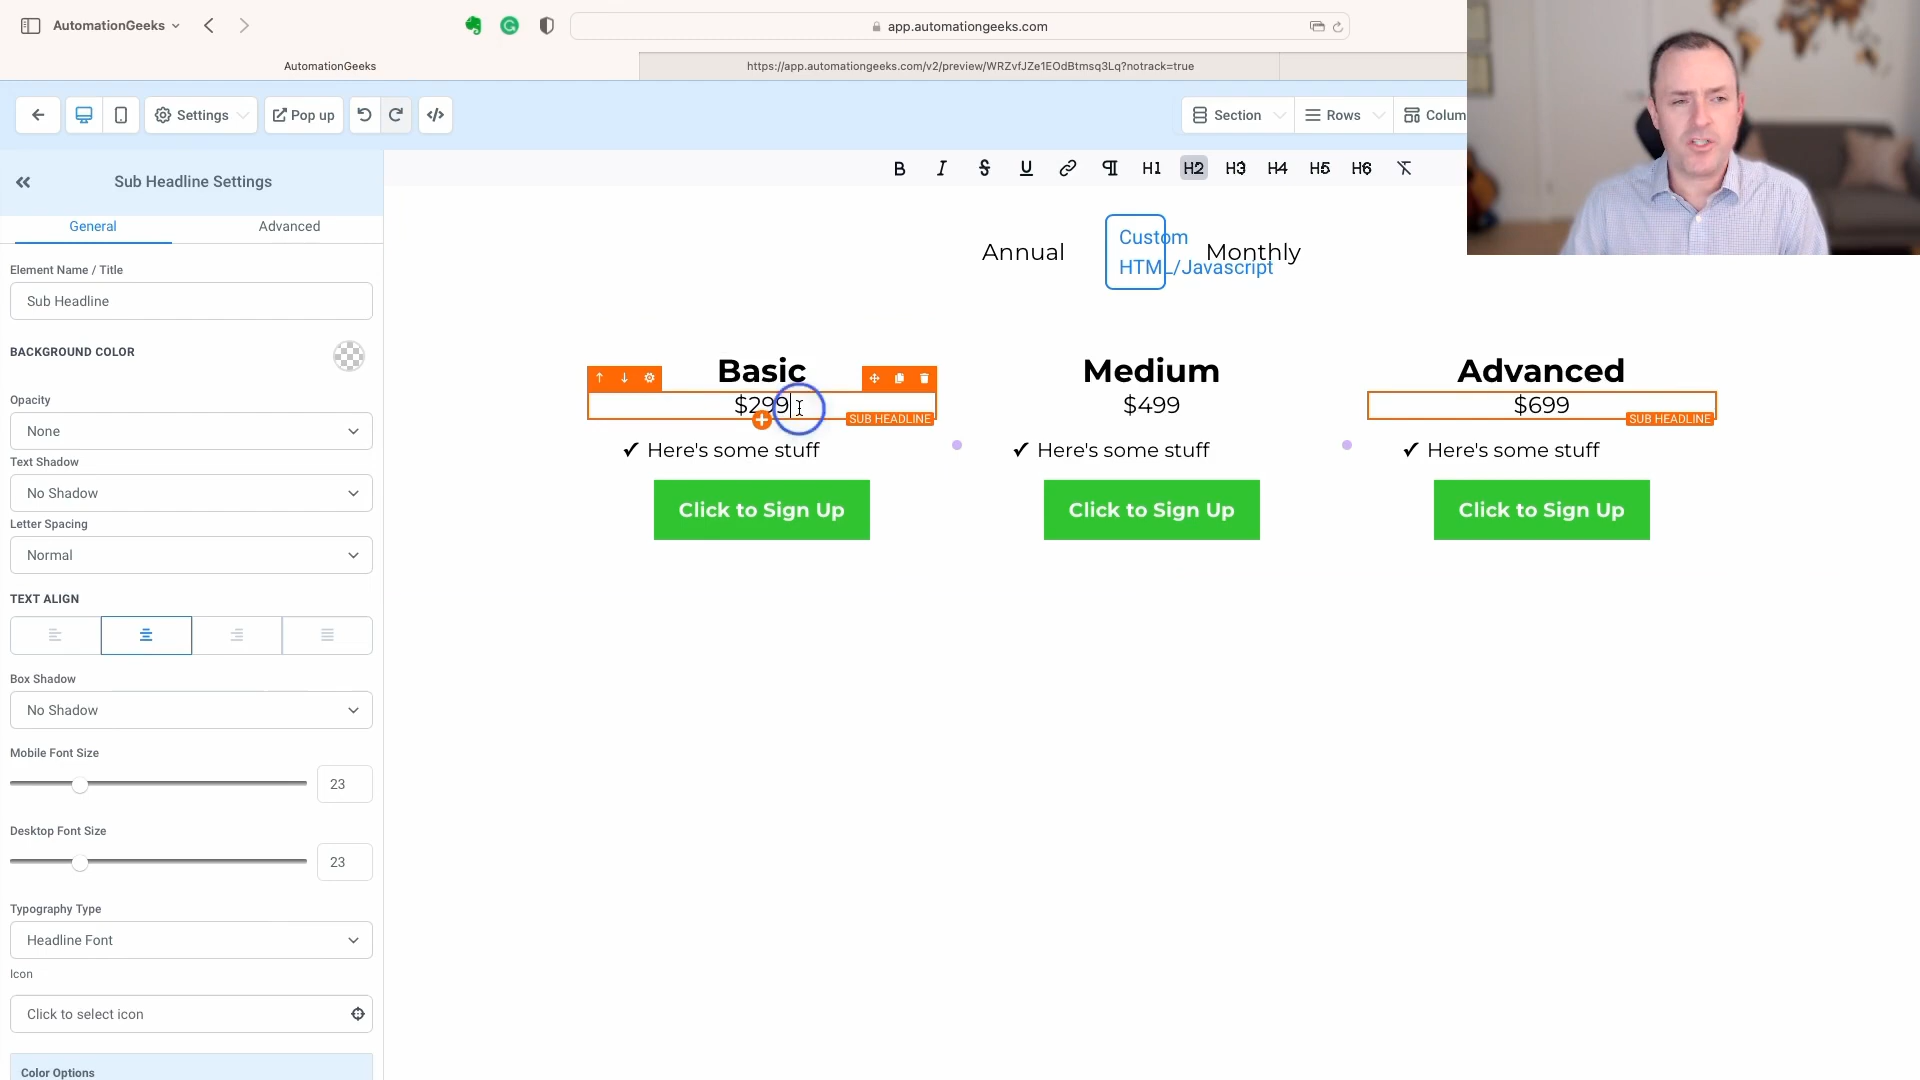 AutomationGeeks
app.automationgeeks.com
AutomationGeeks
https://app.automationgeeks.com/v2/preview/WRZvfJZe1EOdBtmsq3Lq?notrack=true
Settings
Pop up
Section
Rows
Colum
Sub Headline Settings
B I S U H1 H2 H3 H4 H5 H6
General
Advanced
Element Name / Title
Sub Headline
BACKGROUND COLOR
Opacity
None
Text Shadow
No Shadow
Letter Spacing
Normal
TEXT ALIGN
Box Shadow
No Shadow
Mobile Font Size
23
Desktop Font Size
23
Typography Type
Headline Font
Icon
Click to select icon
Color Options
Annual
Custom
HTML/Javascript
Monthly
Basic
$299
SUB HEADLINE
✓ Here's some stuff
Click to Sign Up
Medium
$499
✓ Here's some stuff
Click to Sign Up
Advanced
$699
SUB HEADLINE
✓ Here's some stuff
Click to Sign Up